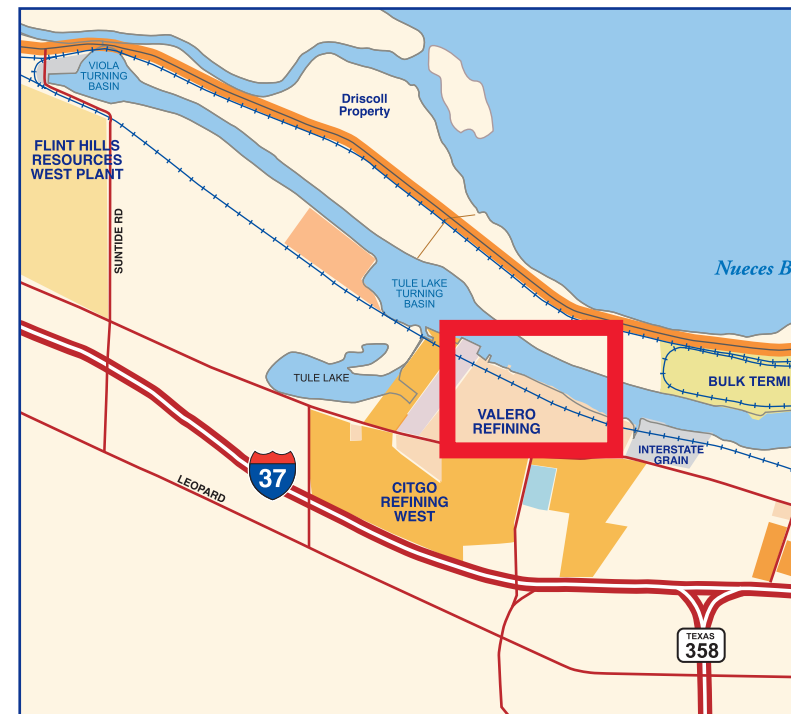 VIOLA
TURNING
BASIN
Driscoll
Property
FLINT HILLS
RESOURCES
WEST PLANT
SUNTIDE RD
Nueces B
TULE LAKE
TURNING
BASIN
TULE LAKE
BULK TERMI
VALERO
REFINING
INTERSTATE
GRAIN
37
LEOPARD
CITGO
REFINING
WEST
TEXAS
358